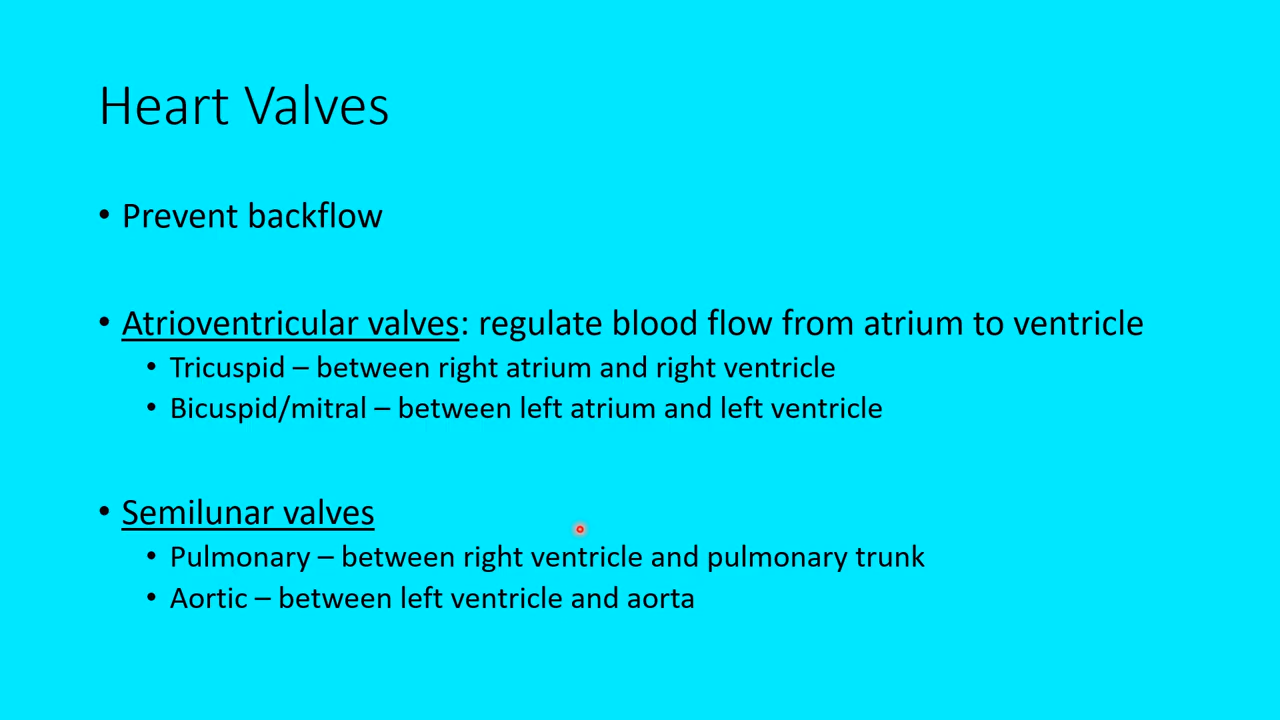 Heart Valves
• Prevent backflow
• Atrioventricular valves: regulate blood flow from atrium to ventricle
• Tricuspid – between right atrium and right ventricle
• Bicuspid/mitral – between left atrium and left ventricle
• Semilunar valves
• Pulmonary – between right ventricle and pulmonary trunk
• Aortic – between left ventricle and aorta